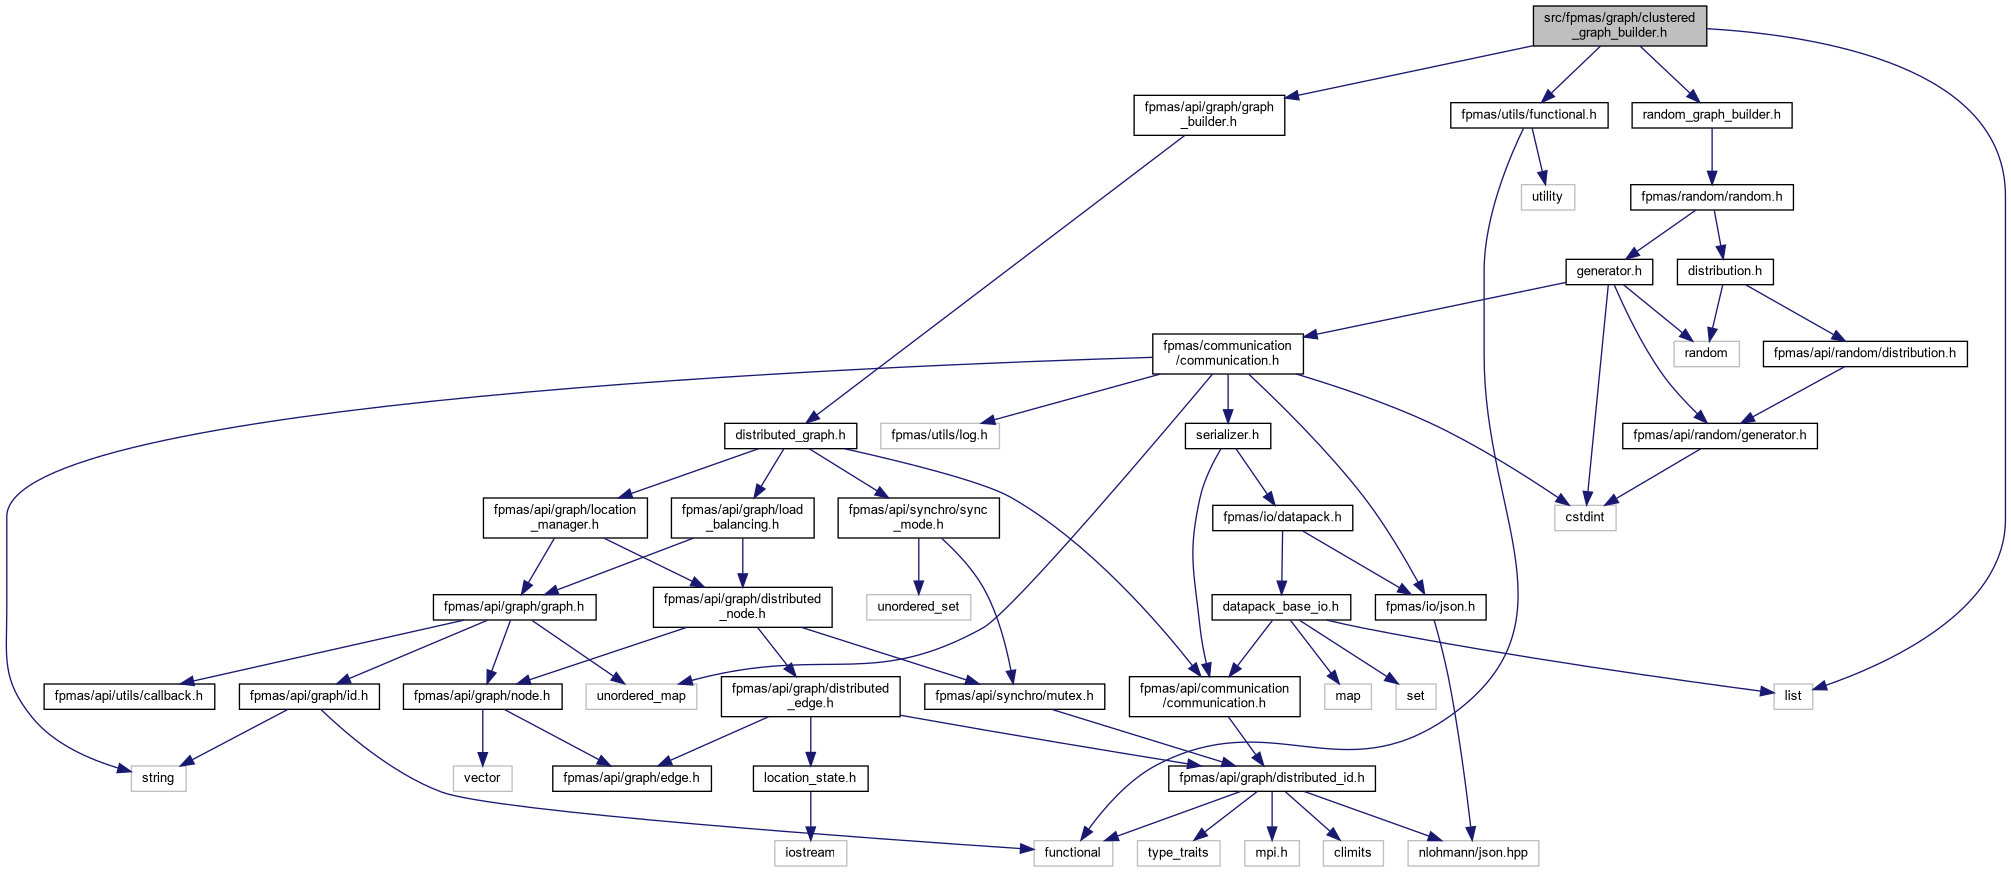 src/fpmas/graph/clustered
_graph_builder.h
fpmas/api/graph/graph
_builder.h
fpmas/utils/functional.h
random_graph_builder.h
utility
fpmas/random/random.h
generator.h
distribution.h
fpmas/communication
/communication.h
random
fpmas/api/random/distribution.h
distributed_graph.h
fpmas/utils/log.h
serializer.h
fpmas/api/random/generator.h
fpmas/api/graph/location
_manager.h
fpmas/api/graph/load
_balancing.h
fpmas/api/synchro/sync
_mode.h
fpmas/io/datapack.h
cstdint
fpmas/api/graph/graph.h
fpmas/api/graph/distributed
_node.h
unordered_set
datapack_base_io.h
fpmas/io/json.h
fpmas/api/utils/callback.h
fpmas/api/graph/id.h
fpmas/api/graph/node.h
unordered_map
fpmas/api/graph/distributed
_edge.h
fpmas/api/synchro/mutex.h
fpmas/api/communication
/communication.h
map
set
list
string
vector
fpmas/api/graph/edge.h
location_state.h
fpmas/api/graph/distributed_id.h
iostream
functional
type_traits
mpi.h
climits
nlohmann/json.hpp